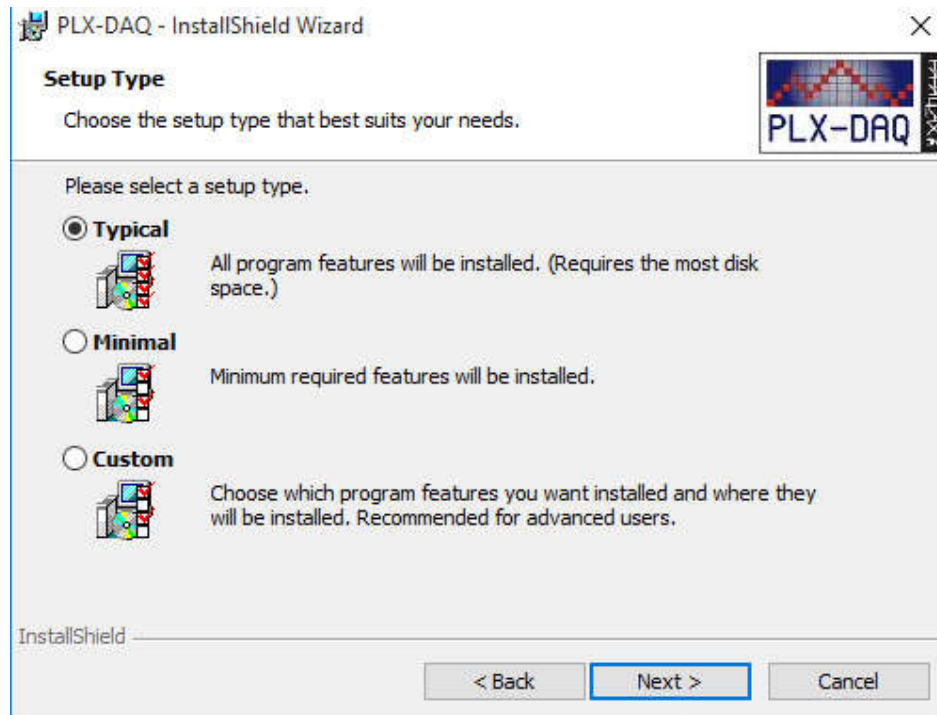 PLX-DAQ - InstallShield Wizard
Setup Type
Choose the setup type that best suits your needs.
PLX-DAQ
Please select a setup type.
Typical
All program features will be installed. (Requires the most disk
space.)
Minimal
Minimum required features will be installed.
Custom
Choose which program features you want installed and where they
will be installed. Recommended for advanced users.
InstallShield
< Back
Next >
Cancel